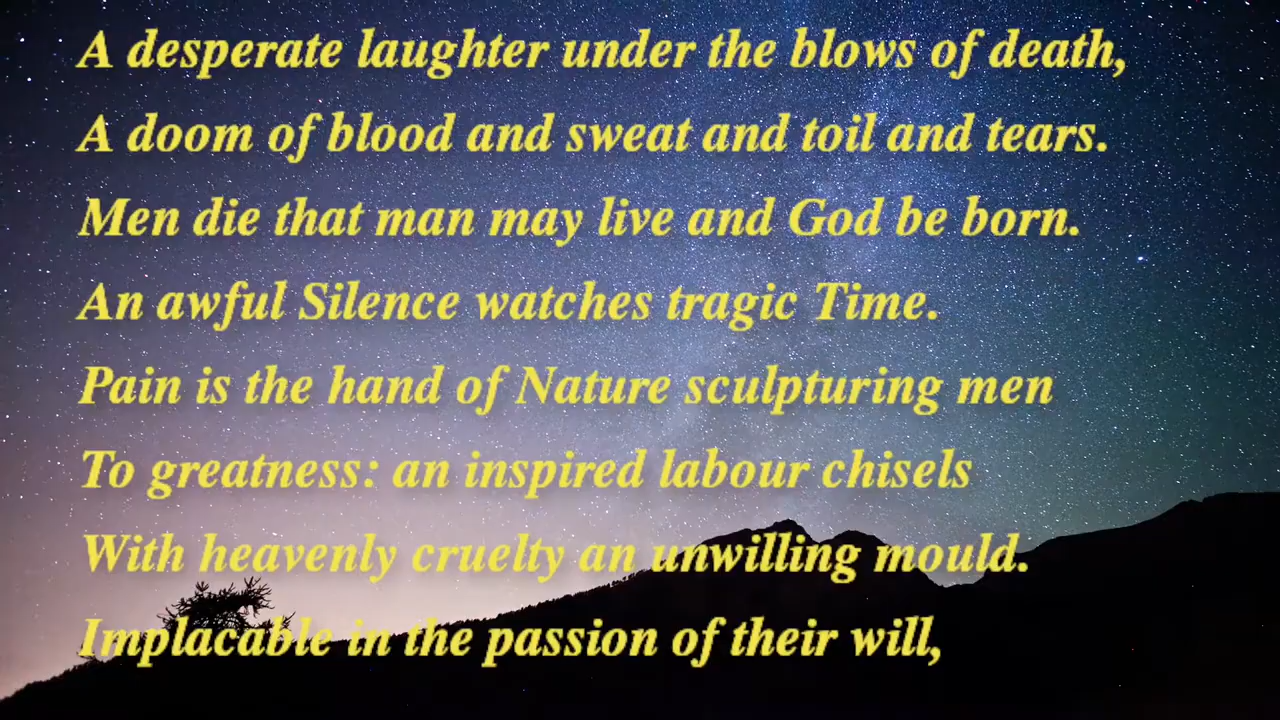 A desperate laughter under the blows of death,
A doom of blood and sweat and toil and tears.
Men die that man may live and God be born.
An awful Silence watches tragic Time.
Pain is the hand of Nature sculpturing men
To greatness: an inspired labour chisels
With heavenly cruelty an unwilling mould.
Implacable in the passion of their will,